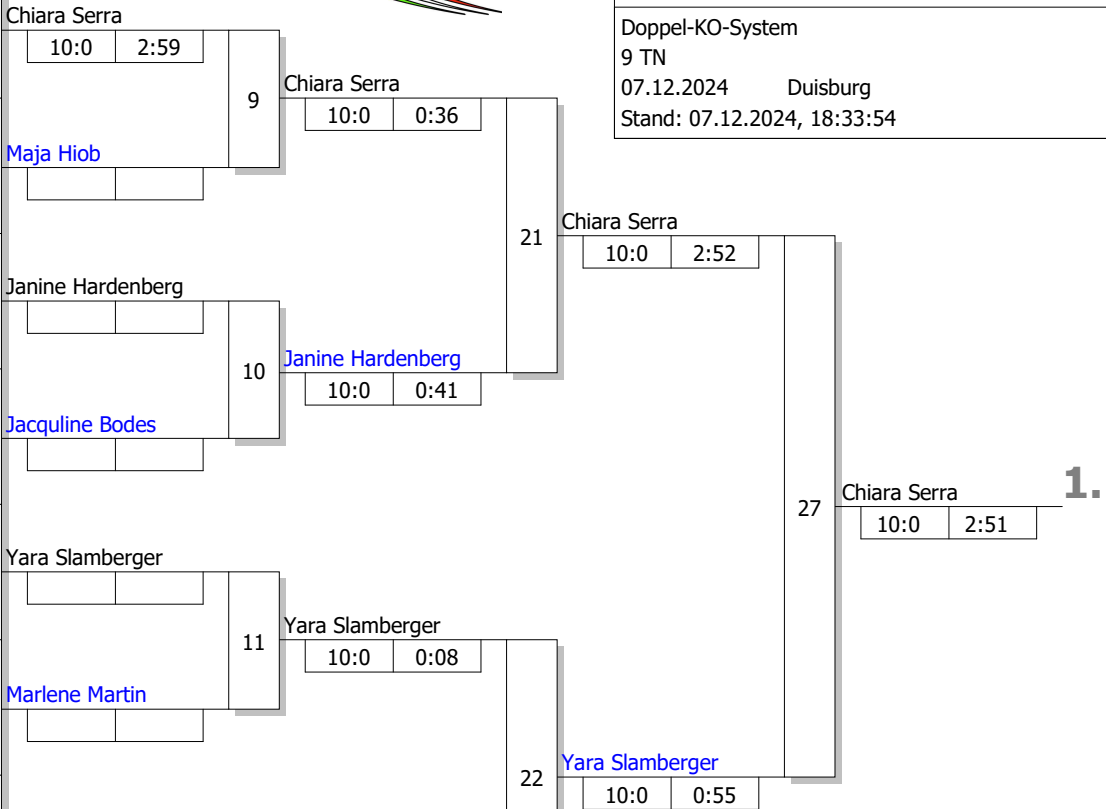 Chiara Serra
10:0 2:59
9
Maja Hiob
Chiara Serra
10:0 0:36
Doppel-KO-System
9 TN
07.12.2024 Duisburg
Stand: 07.12.2024, 18:33:54
Janine Hardenberg
10
Jacquline Bodes
Janine Hardenberg
10:0 0:41
21
Chiara Serra
10:0 2:52
Yara Slamberger
11
Marlene Martin
Yara Slamberger
10:0 0:08
22
Yara Slamberger
10:0 0:55
27
Chiara Serra
10:0 2:51
1.